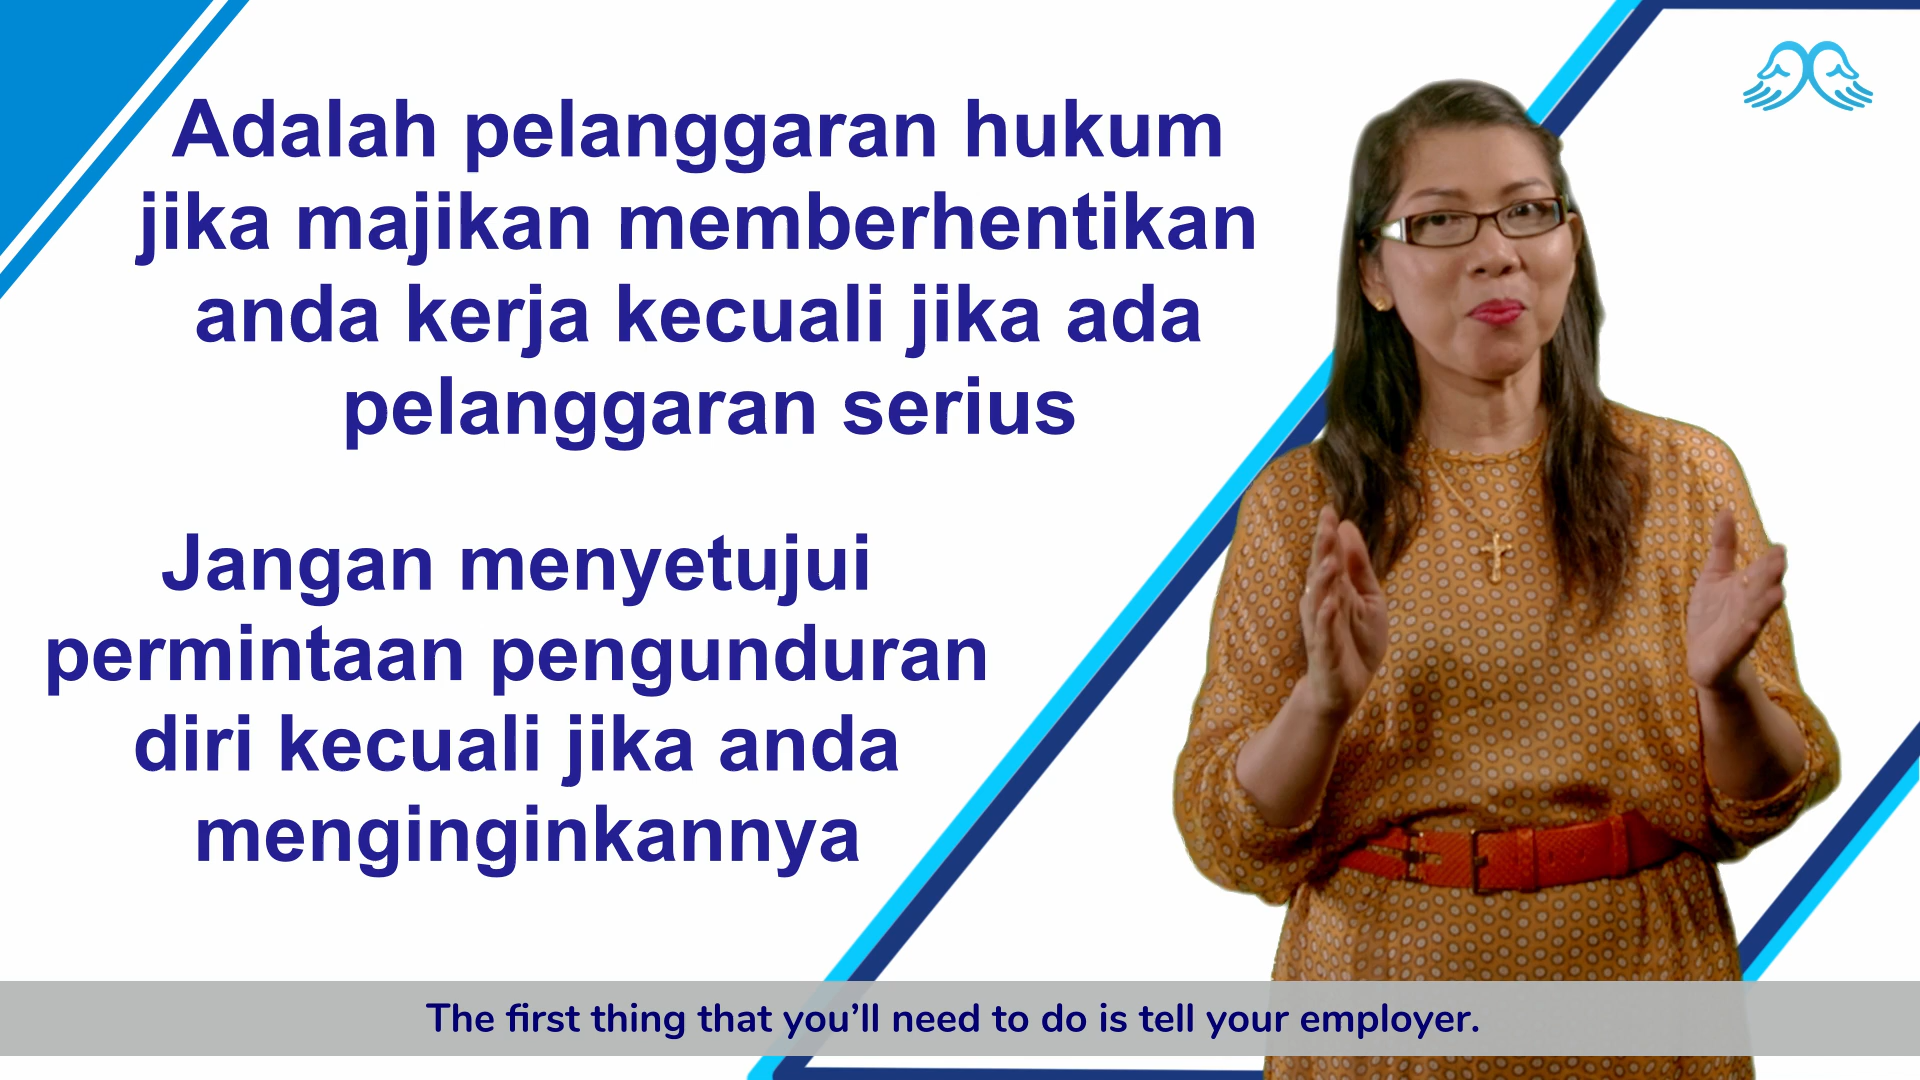 Adalah pelanggaran hukum
jika majikan memberhentikan
anda kerja kecuali jika ada
pelanggaran serius
Jangan menyetujui
permintaan pengunduran
diri kecuali jika anda
menginginkannya
The first thing that you’ll need to do is tell your employer.